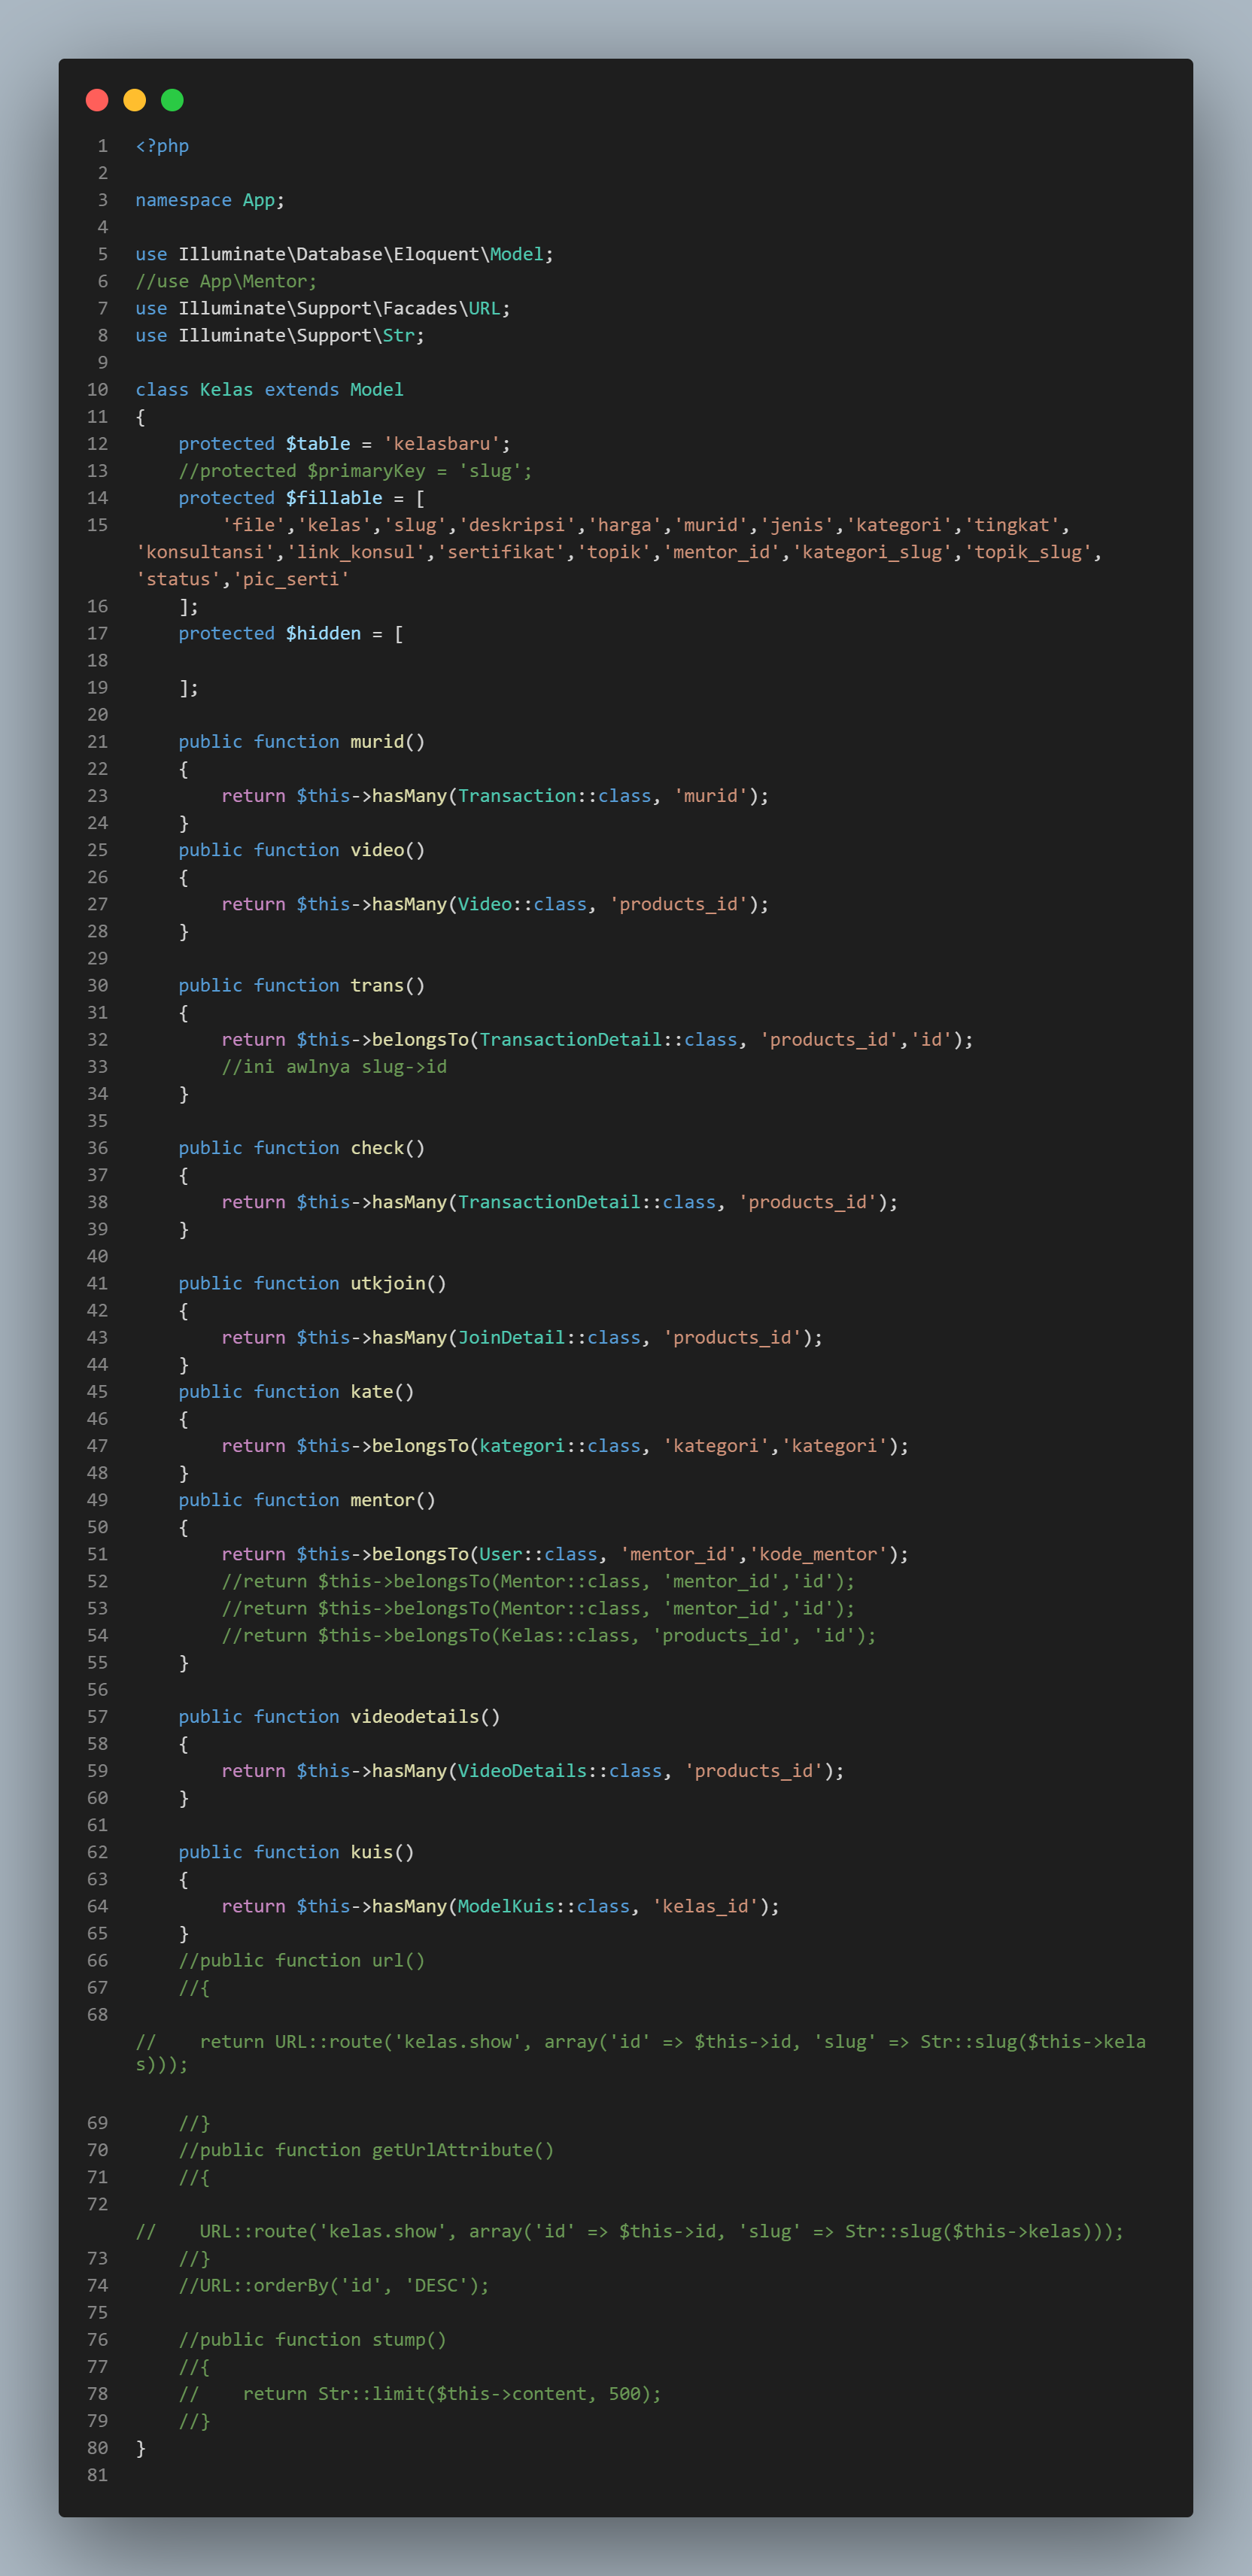 1 <?php
2
3 namespace App;
4
5 use Illuminate\Database\Eloquent\Model;
6 //use App\Mentor;
7 use Illuminate\Support\Facades\URL;
8 use Illuminate\Support\Str;
9
10 class Kelas extends Model
11 {
12     protected $table = 'kelasbaru';
13     //protected $primaryKey = 'slug';
14     protected $fillable = [
15         'file','kelas','slug','deskripsi','harga','murid','jenis','kategori','tingkat',
'konsultansi','link_konsul','sertifikat','topik','mentor_id','kategori_slug','topik_slug',
'status','pic_serti'
16     ];
17     protected $hidden = [
18
19     ];
20
21     public function murid()
22     {
23         return $this->hasMany(Transaction::class, 'murid');
24     }
25     public function video()
26     {
27         return $this->hasMany(Video::class, 'products_id');
28     }
29
30     public function trans()
31     {
32         return $this->belongsTo(TransactionDetail::class, 'products_id','id');
33         //ini awlnya slug->id
34     }
35
36     public function check()
37     {
38         return $this->hasMany(TransactionDetail::class, 'products_id');
39     }
40
41     public function utkjoin()
42     {
43         return $this->hasMany(JoinDetail::class, 'products_id');
44     }
45     public function kate()
46     {
47         return $this->belongsTo(kategori::class, 'kategori','kategori');
48     }
49     public function mentor()
50     {
51         return $this->belongsTo(User::class, 'mentor_id','kode_mentor');
52         //return $this->belongsTo(Mentor::class, 'mentor_id','id');
53         //return $this->belongsTo(Mentor::class, 'mentor_id','id');
54         //return $this->belongsTo(Kelas::class, 'products_id', 'id');
55     }
56
57     public function videodetails()
58     {
59         return $this->hasMany(VideoDetails::class, 'products_id');
60     }
61
62     public function kuis()
63     {
64         return $this->hasMany(ModelKuis::class, 'kelas_id');
65     }
66     //public function url()
67     //{
68
//    return URL::route('kelas.show', array('id' => $this->id, 'slug' => Str::slug($this->kela
s)));
69     //}
70     //public function getUrlAttribute()
71     //{
72
//    URL::route('kelas.show', array('id' => $this->id, 'slug' => Str::slug($this->kelas)));
73     //}
74     //URL::orderBy('id', 'DESC');
75
76     //public function stump()
77     //{
78     //    return Str::limit($this->content, 500);
79     //}
80 }
81